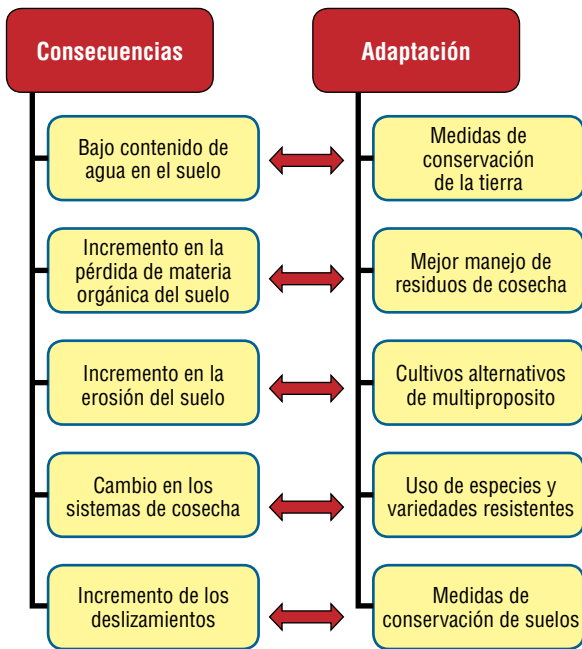 Consecuencias
Bajo contenido de
agua en el suelo
Incremento en la
pérdida de materia
orgánica del suelo
Incremento en la
erosión del suelo
Cambio en los
sistemas de cosecha
Incremento de los
deslizamientos
Adaptación
Medidas de
conservación
de la tierra
Mejor manejo de
residuos de cosecha
Cultivos alternativos
de multiproposito
Uso de especies y
variedades resistentes
Medidas de
conservación de suelos